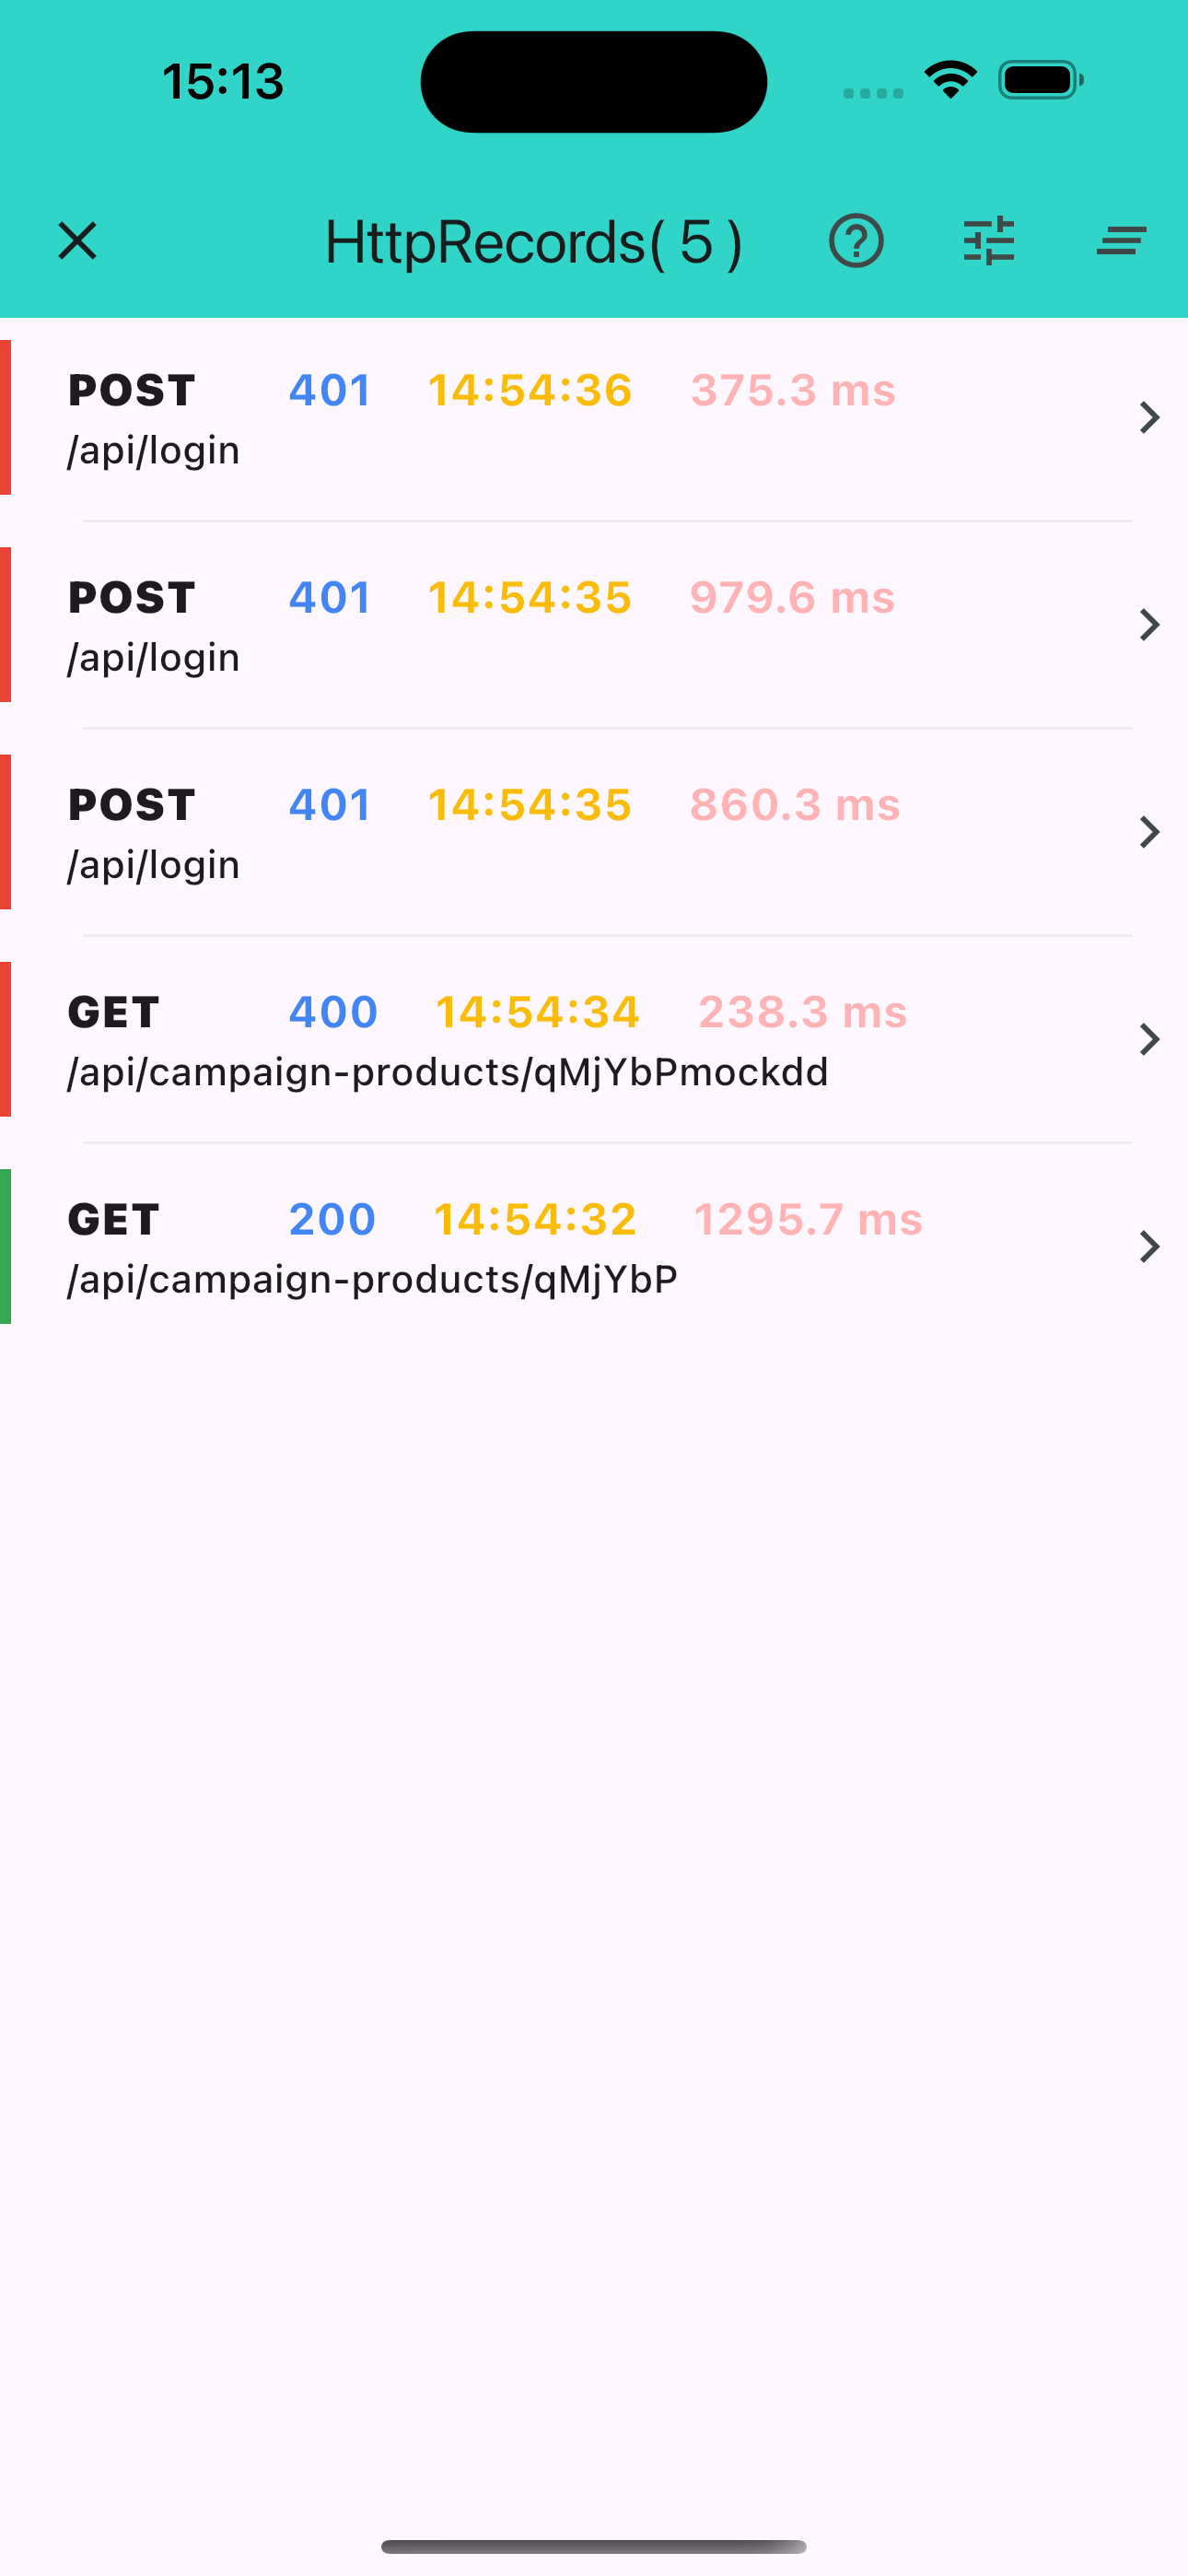 15:13
HttpRecords( 5 )
POST 401 14:54:36 375.3 ms
/api/login
POST 401 14:54:35 979.6 ms
/api/login
POST 401 14:54:35 860.3 ms
/api/login
GET 400 14:54:34 238.3 ms
/api/campaign-products/qMjYbPmockdd
GET 200 14:54:32 1295.7 ms
/api/campaign-products/qMjYbP